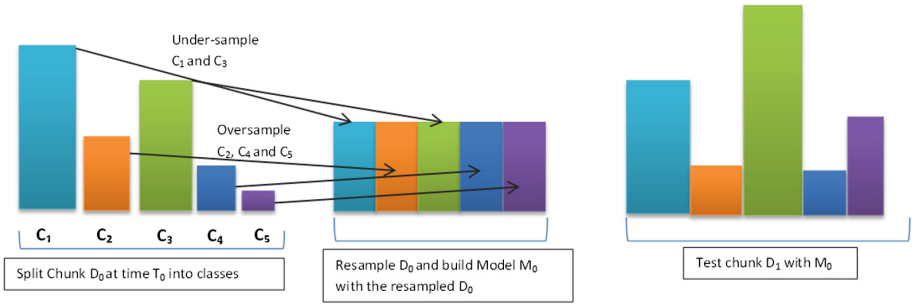 Under-sample
C₁ and C₃
Oversample
C₂, C₄ and C₅
C₁ C₂ C₃ C₄ C₅
Split Chunk D₀ at time T₀ into classes
Resample D₀ and build Model M₀
with the resampled D₀
Test chunk D₁ with M₀